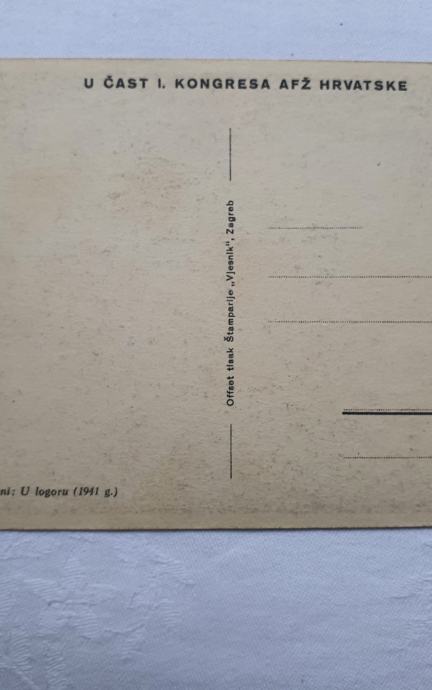 U ČAST I. KONGRESA AFŽ HRVATSKE
Offset tisak Štamparije „Vjesnik", Zagreb
ni: U logoru (1941 g.)